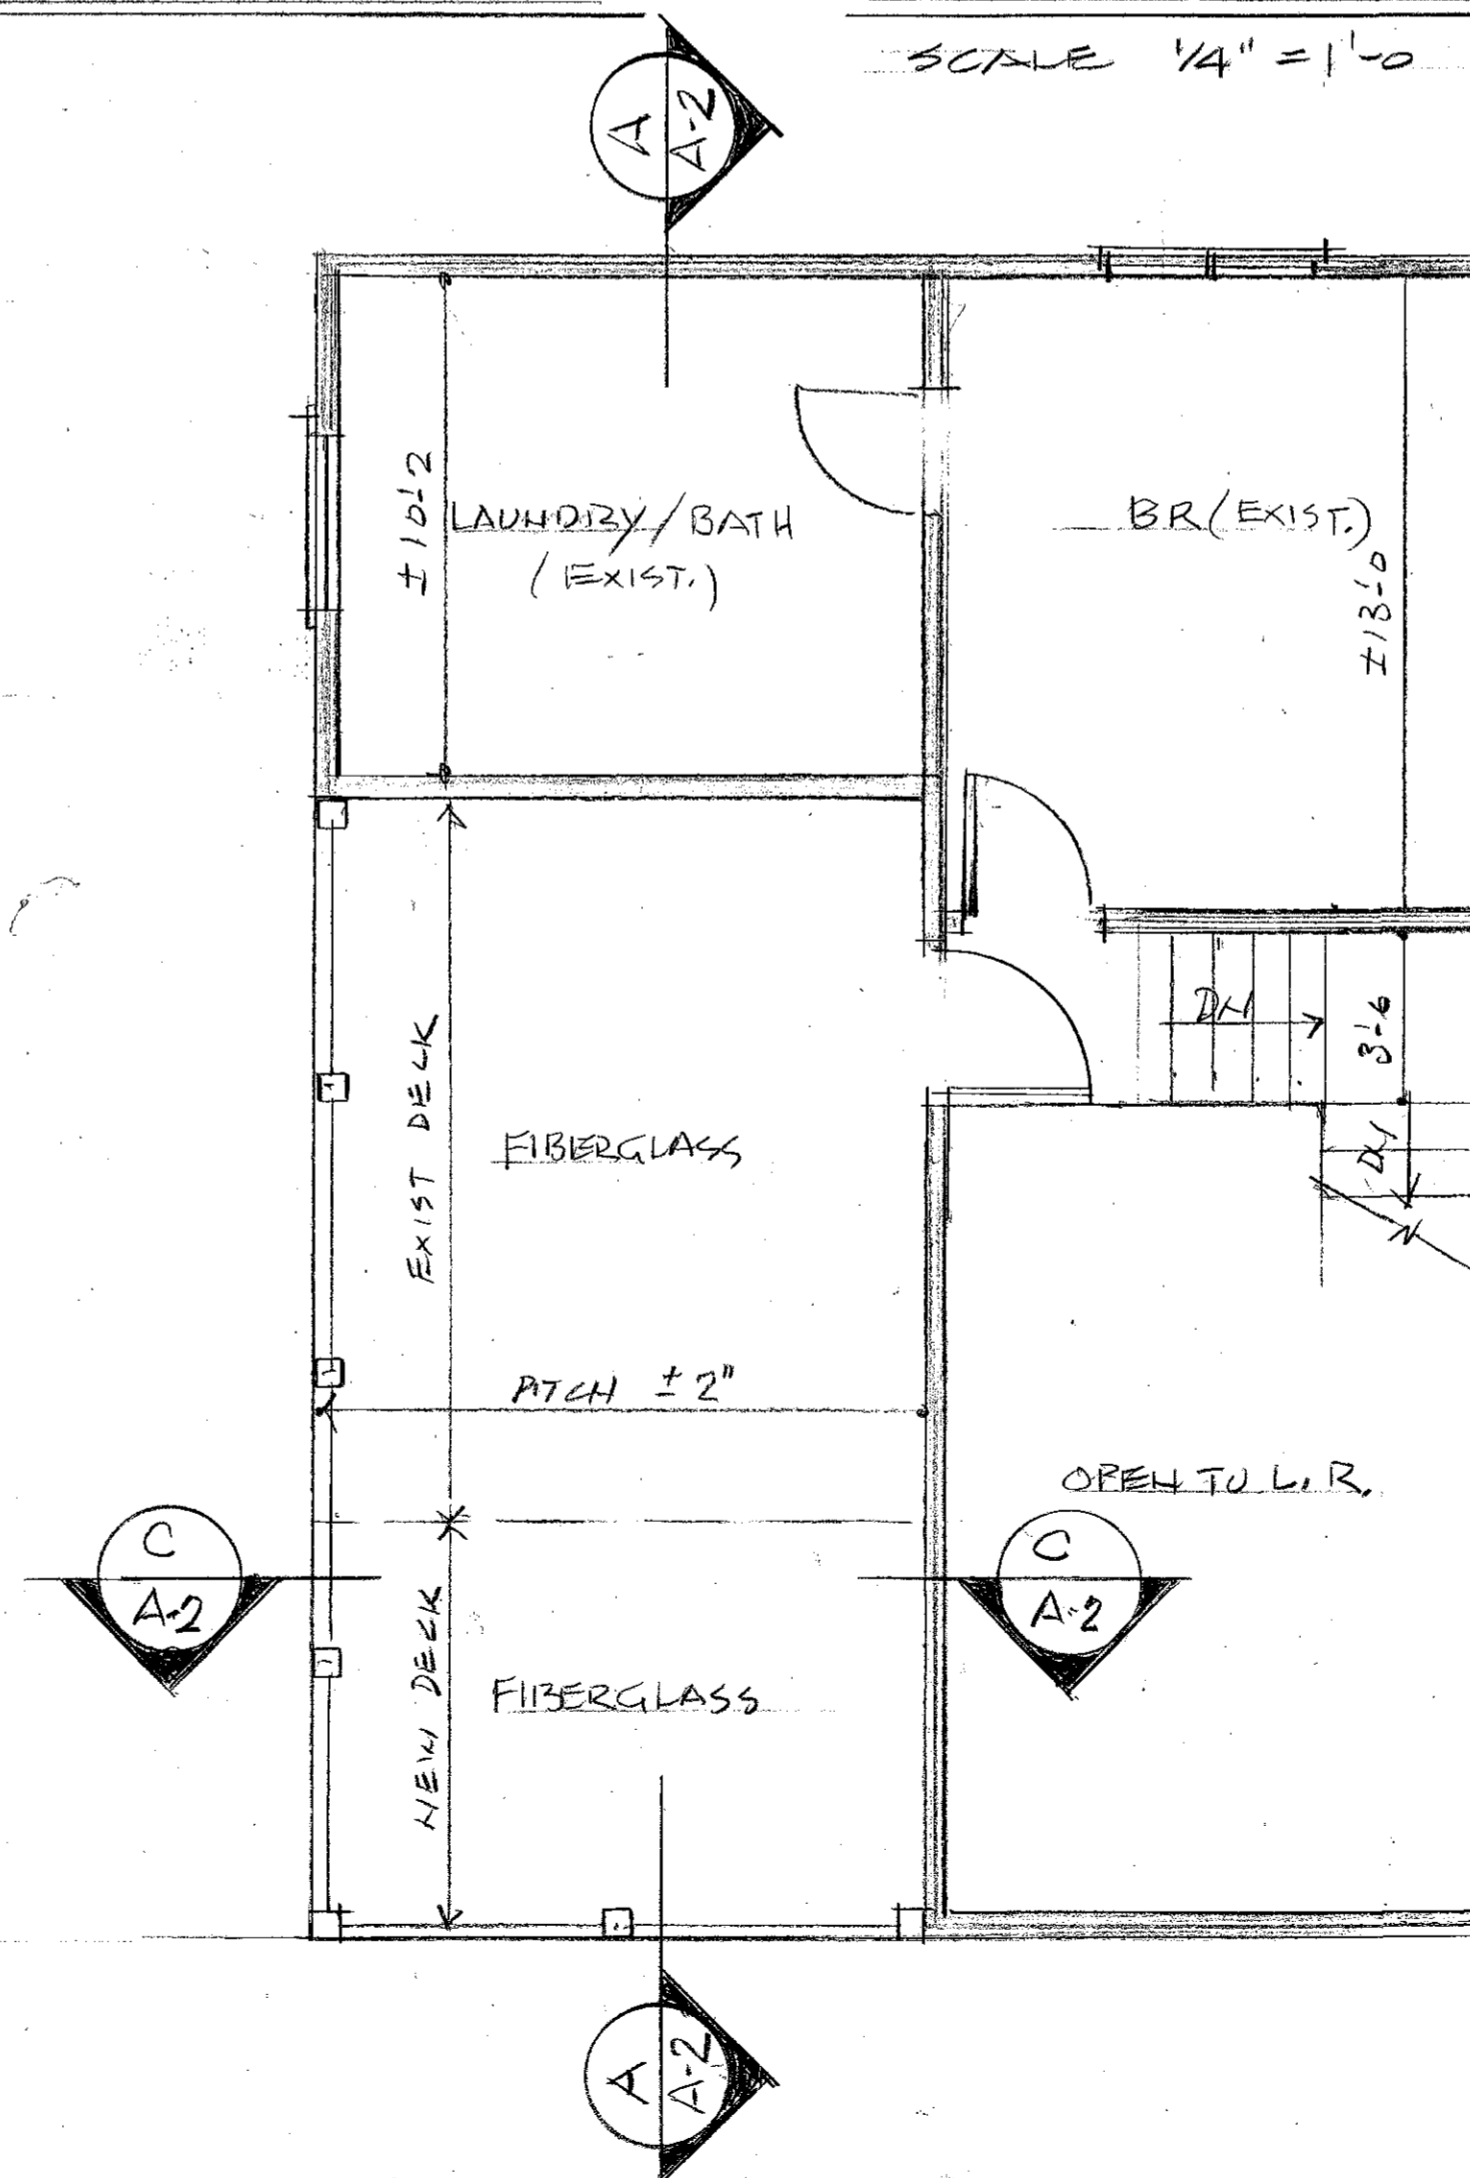 SCALE 1/4" = 1'-0
A
A-2
±10'-2
LAUNDRY/BATH
(EXIST.)
BR (EXIST.)
±13'-0
DN
3'-6
DN
EXIST DECK
FIBERGLASS
PITCH ±2"
OPEN TO L.R.
C
A-2
C
A-2
NEW DECK
FIBERGLASS
A
A-2